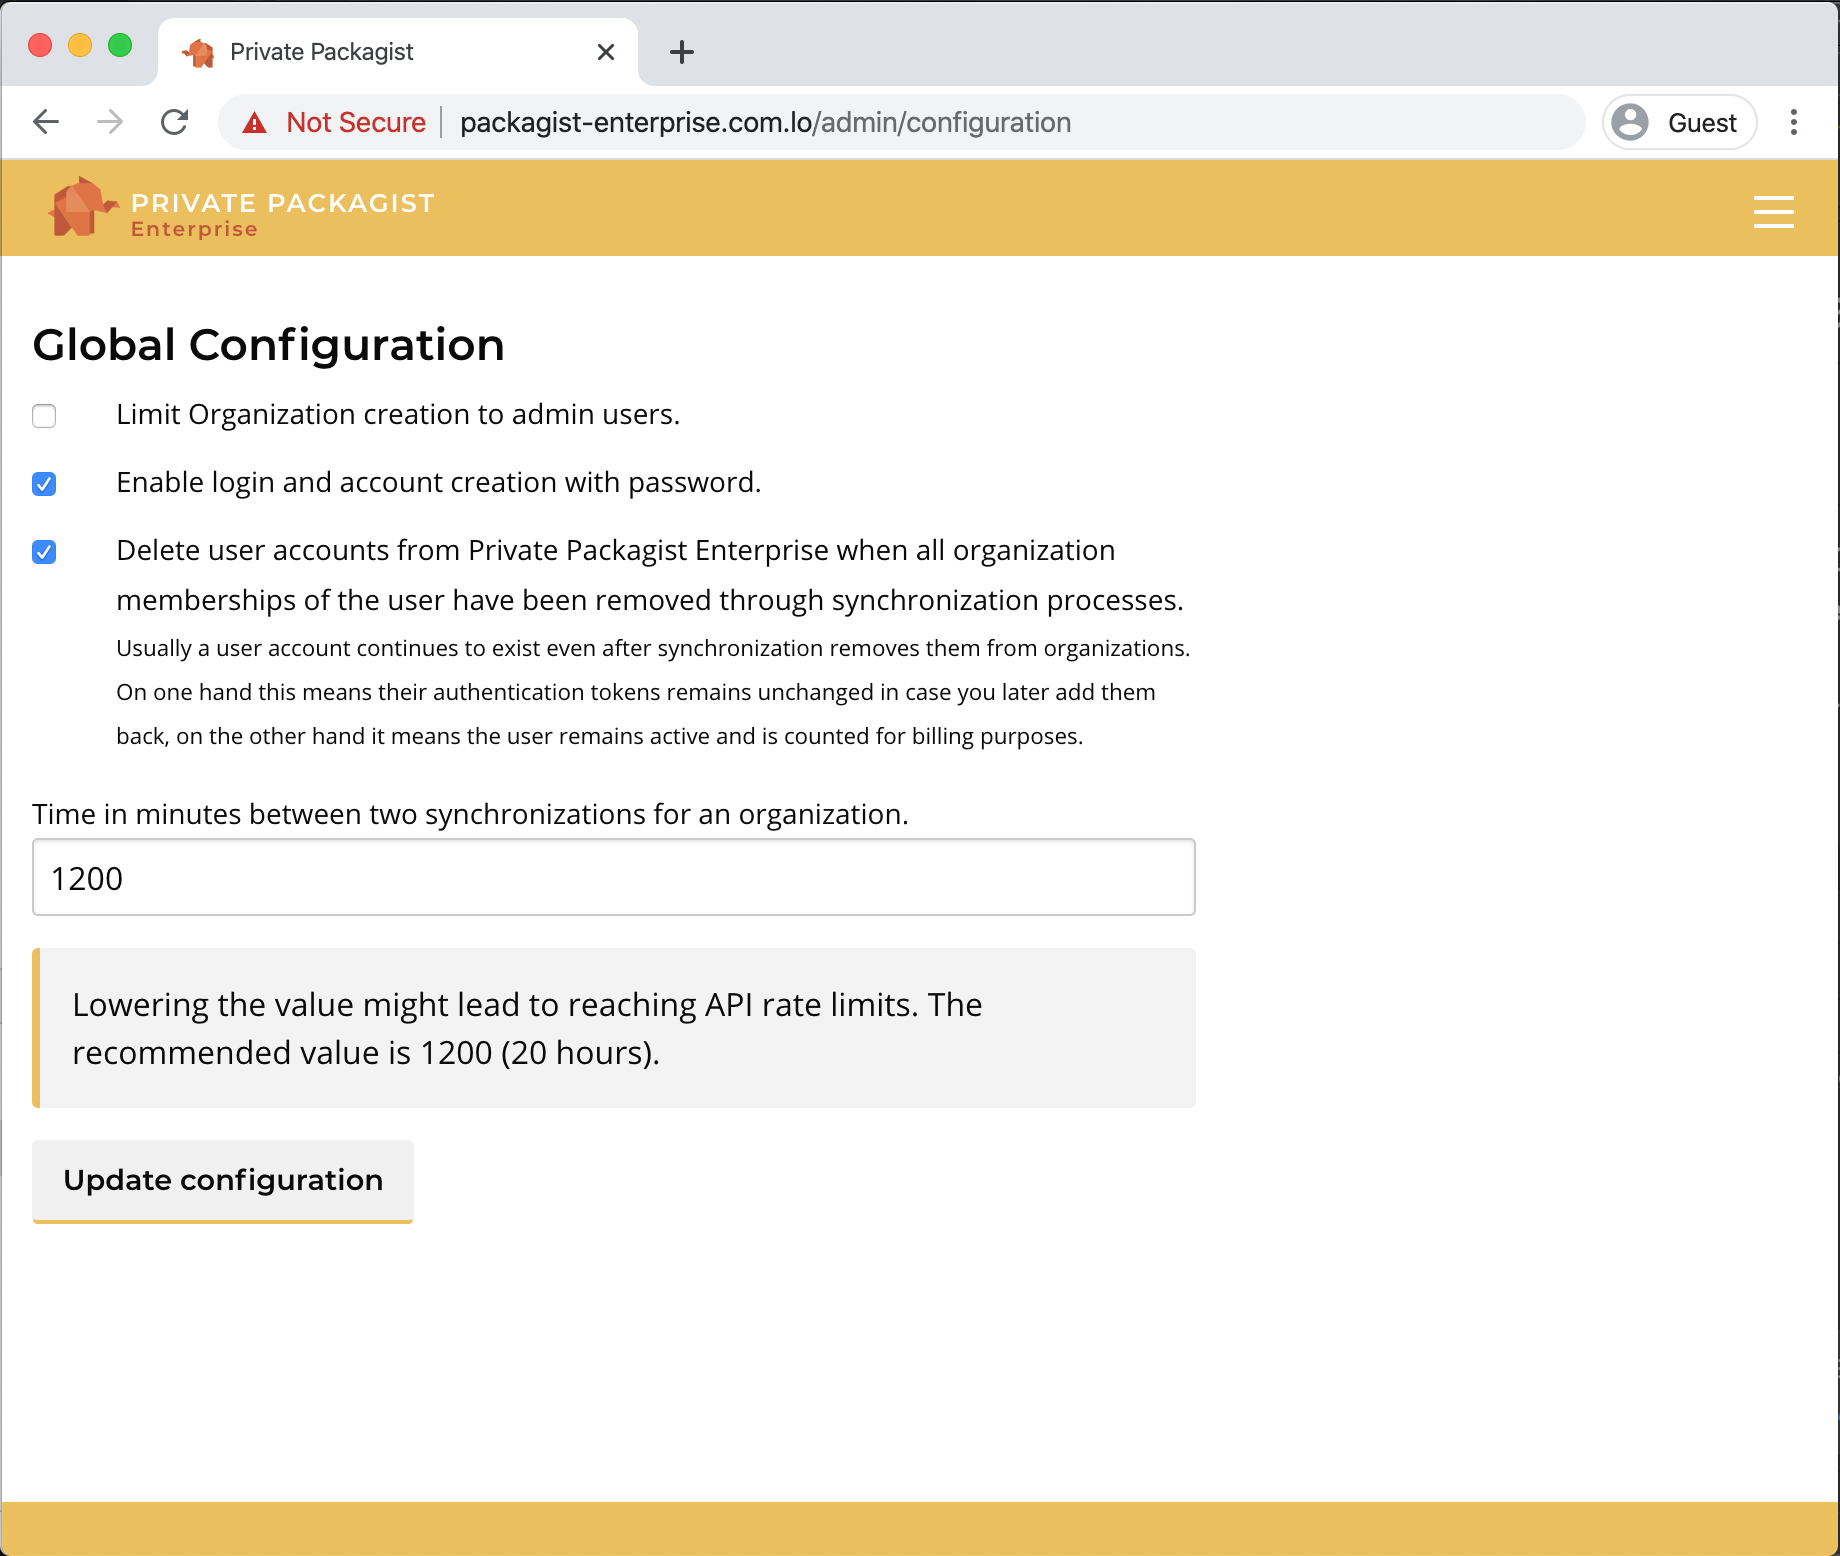 Private Packagist
Not Secure packagist-enterprise.com.lo/admin/configuration Guest
PRIVATE PACKAGIST
Enterprise
Global Configuration
Limit Organization creation to admin users.
Enable login and account creation with password.
Delete user accounts from Private Packagist Enterprise when all organization
memberships of the user have been removed through synchronization processes.
Usually a user account continues to exist even after synchronization removes them from organizations.
On one hand this means their authentication tokens remains unchanged in case you later add them
back, on the other hand it means the user remains active and is counted for billing purposes.
Time in minutes between two synchronizations for an organization.
1200
Lowering the value might lead to reaching API rate limits. The
recommended value is 1200 (20 hours).
Update configuration